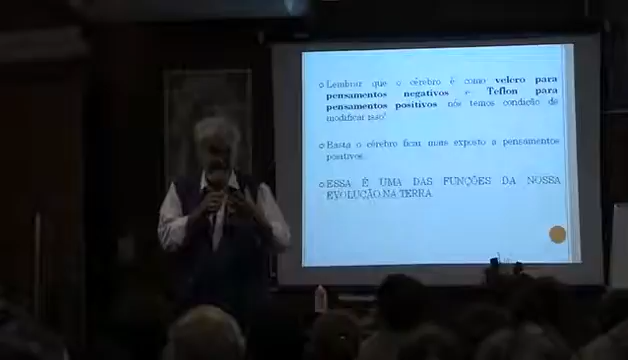 Lembrar que o cérebro é como velcro para
pensamentos negativos e Teflon para
pensamentos positivos nós temos condição de
modificar isso"
Basta o cérebro ficar mais exposto a pensamentos
positivos.
ESSA É UMA DAS FUNÇÕES DA NOSSA
EVOLUÇÃO NA TERRA